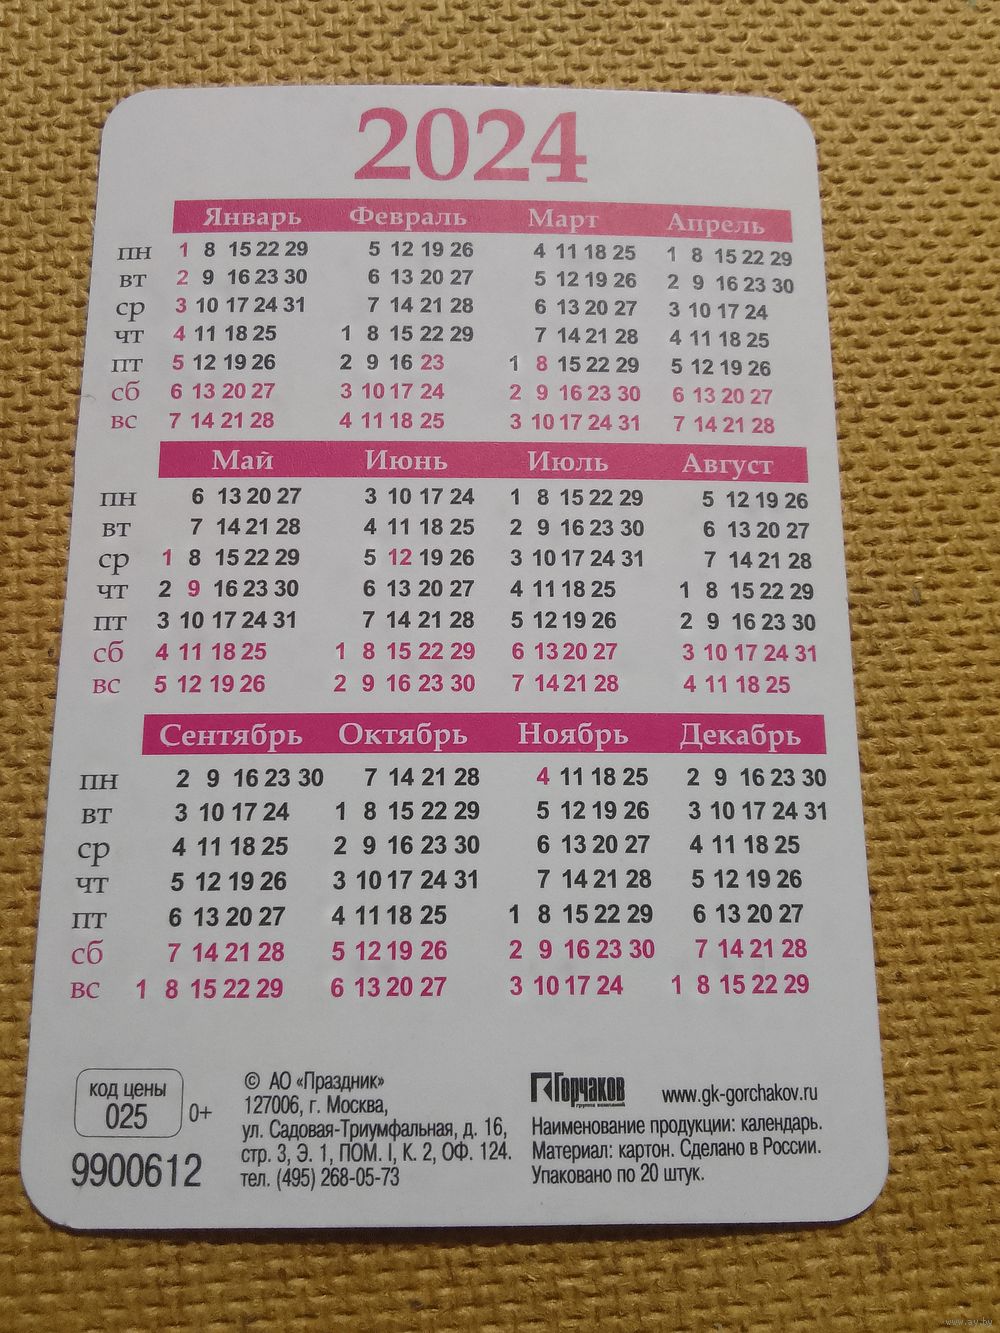 2024
Январь Февраль Март Апрель
пн 1 8 15 22 29 5 12 19 26 4 11 18 25 1 8 15 22 29
вт 2 9 16 23 30 6 13 20 27 5 12 19 26 2 9 16 23 30
ср 3 10 17 24 31 7 14 21 28 6 13 20 27 3 10 17 24
чт 4 11 18 25 1 8 15 22 29 7 14 21 28 4 11 18 25
пт 5 12 19 26 2 9 16 23 1 8 15 22 29 5 12 19 26
сб 6 13 20 27 3 10 17 24 2 9 16 23 30 6 13 20 27
вс 7 14 21 28 4 11 18 25 3 10 17 24 31 7 14 21 28
Май Июнь Июль Август
пн 6 13 20 27 3 10 17 24 1 8 15 22 29 5 12 19 26
вт 7 14 21 28 4 11 18 25 2 9 16 23 30 6 13 20 27
ср 1 8 15 22 29 5 12 19 26 3 10 17 24 31 7 14 21 28
чт 2 9 16 23 30 6 13 20 27 4 11 18 25 1 8 15 22 29
пт 3 10 17 24 31 7 14 21 28 5 12 19 26 2 9 16 23 30
сб 4 11 18 25 1 8 15 22 29 6 13 20 27 3 10 17 24 31
вс 5 12 19 26 2 9 16 23 30 7 14 21 28 4 11 18 25
Сентябрь Октябрь Ноябрь Декабрь
пн 2 9 16 23 30 7 14 21 28 4 11 18 25 2 9 16 23 30
вт 3 10 17 24 1 8 15 22 29 5 12 19 26 3 10 17 24 31
ср 4 11 18 25 2 9 16 23 30 6 13 20 27 4 11 18 25
чт 5 12 19 26 3 10 17 24 31 7 14 21 28 5 12 19 26
пт 6 13 20 27 4 11 18 25 1 8 15 22 29 6 13 20 27
сб 7 14 21 28 5 12 19 26 2 9 16 23 30 7 14 21 28
вс 1 8 15 22 29 6 13 20 27 3 10 17 24 1 8 15 22 29
код цены
025
0+
9900612
© АО «Праздник»
127006, г. Москва,
ул. Садовая-Триумфальная, д. 16,
стр. 3, Э. 1, ПОМ. I, К. 2, ОФ. 124.
тел. (495) 268-05-73
Горчаков
группа компаний
www.gk-gorchakov.ru
Наименование продукции: календарь.
Материал: картон. Сделано в России.
Упаковано по 20 штук.
www.ay.by